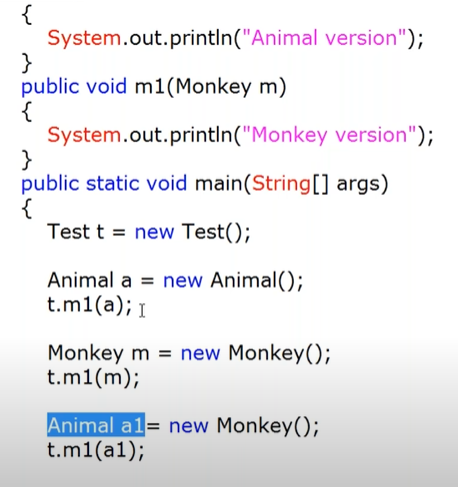 {
System.out.println("Animal version");
}
public void m1(Monkey m)
{
System.out.println("Monkey version");
}
public static void main(String[] args)
{
Test t = new Test();
Animal a = new Animal();
t.m1(a);
Monkey m = new Monkey();
t.m1(m);
Animal a1= new Monkey();
t.m1(a1);